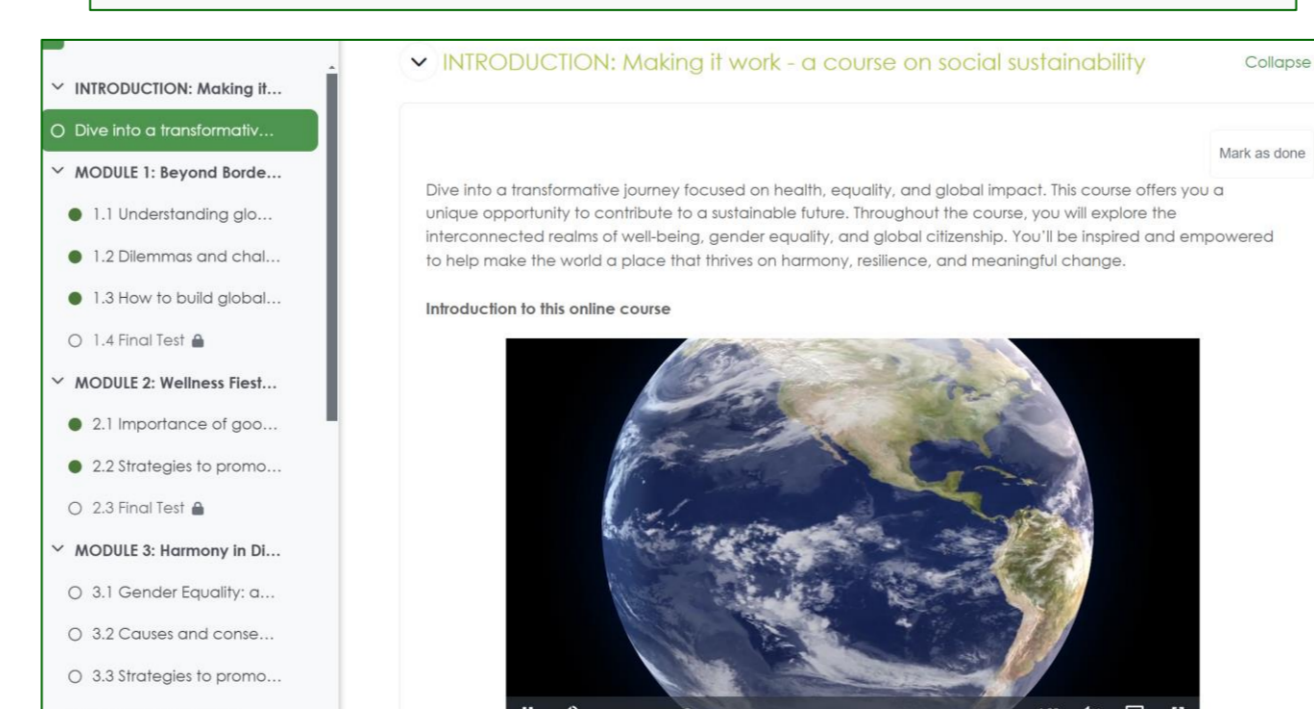 INTRODUCTION: Making it...
Dive into a transformativ...
MODULE 1: Beyond Borde...
1.1 Understanding glo...
1.2 Dilemmas and chal...
1.3 How to build global...
1.4 Final Test
MODULE 2: Wellness Fiest...
2.1 Importance of goo...
2.2 Strategies to promo...
2.3 Final Test
MODULE 3: Harmony in Di...
3.1 Gender Equality: a...
3.2 Causes and conse...
3.3 Strategies to promo...
INTRODUCTION: Making it work - a course on social sustainability
Collapse
Mark as done
Dive into a transformative journey focused on health, equality, and global impact. This course offers you a
unique opportunity to contribute to a sustainable future. Throughout the course, you will explore the
interconnected realms of well-being, gender equality, and global citizenship. You'll be inspired and empowered
to help make the world a place that thrives on harmony, resilience, and meaningful change.
Introduction to this online course